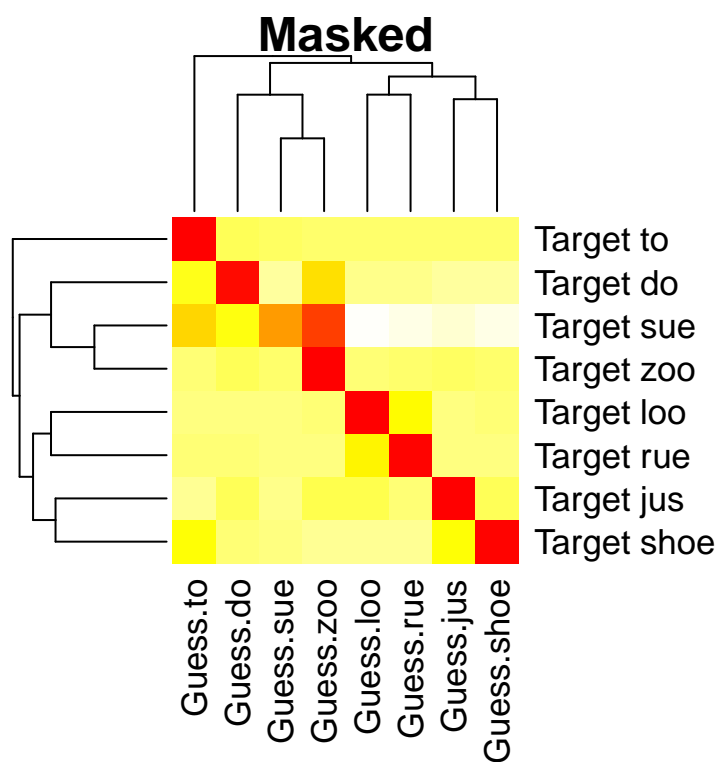 Masked
Target to
Target do
Target sue
Target zoo
Target loo
Target rue
Target jus
Target shoe
Guess.to
Guess.do
Guess.sue
Guess.zoo
Guess.loo
Guess.rue
Guess.jus
Guess.shoe